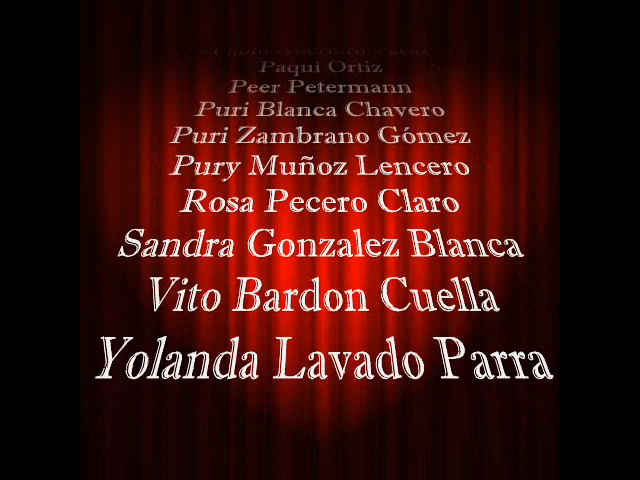 Paqui Ortiz
Peer Petermann
Puri Blanca Chavero
Puri Zambrano Gómez
Pury Muñoz Lencero
Rosa Pecero Claro
Sandra Gonzalez Blanca
Vito Bardon Cuella
Yolanda Lavado Parra